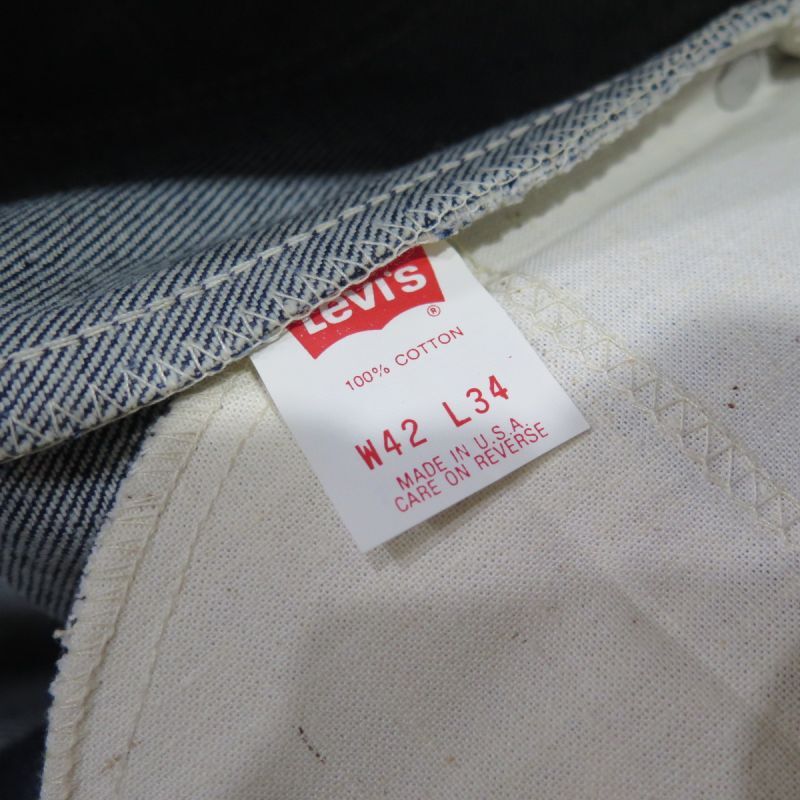 Levi's ®
100% COTTON
W42 L34
MADE IN U.S.A.
CARE ON REVERSE